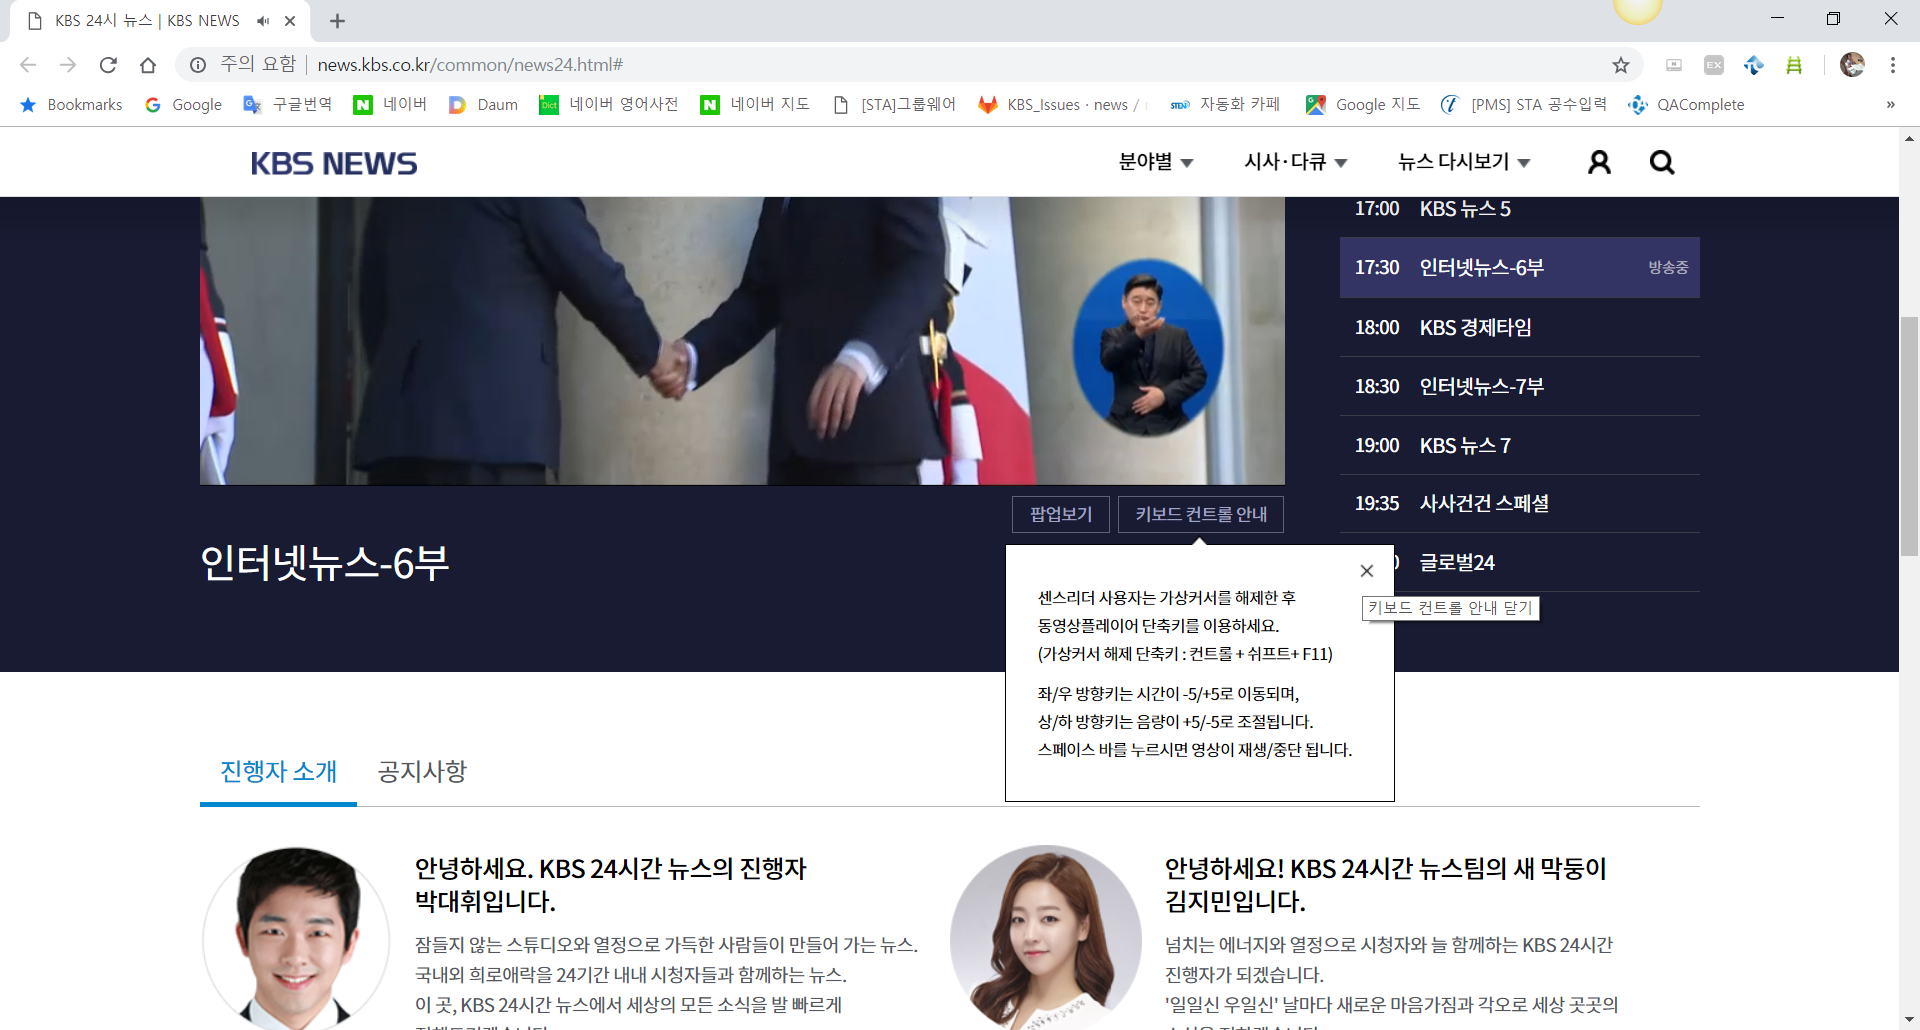 KBS 24시 뉴스 | KBS NEWS
주의 요함 | news.kbs.co.kr/common/news24.html#
Bookmarks Google 구글번역 네이버 Daum 네이버 영어사전 네이버 지도 [STA]그룹웨어 KBS_Issues · news / 자동화 카페 Google 지도 [PMS] STA 공수입력 QAComplete »
KBS NEWS 분야별 시사·다큐 뉴스 다시보기
17:00 KBS 뉴스 5
17:30 인터넷뉴스-6부 방송중
18:00 KBS 경제타임
18:30 인터넷뉴스-7부
19:00 KBS 뉴스 7
19:35 사사건건 스페셜
글로벌24
팝업보기 키보드 컨트롤 안내
인터넷뉴스-6부
키보드 컨트롤 안내 닫기
센스리더 사용자는 가상커서를 해제한 후
동영상플레이어 단축키를 이용하세요.
(가상커서 해제 단축키 : 컨트롤 + 쉬프트+ F11)
좌/우 방향키는 시간이 -5/+5로 이동되며,
상/하 방향키는 음량이 +5/-5로 조절됩니다.
스페이스 바를 누르시면 영상이 재생/중단 됩니다.
진행자 소개 공지사항
안녕하세요. KBS 24시간 뉴스의 진행자
박대휘입니다.
잠들지 않는 스튜디오와 열정으로 가득한 사람들이 만들어 가는 뉴스.
국내외 희로애락을 24기간 내내 시청자들과 함께하는 뉴스.
이 곳, KBS 24시간 뉴스에서 세상의 모든 소식을 발 빠르게
안녕하세요! KBS 24시간 뉴스팀의 새 막둥이
김지민입니다.
넘치는 에너지와 열정으로 시청자와 늘 함께하는 KBS 24시간
진행자가 되겠습니다.
'일일신 우일신' 날마다 새로운 마음가짐과 각오로 세상 곳곳의